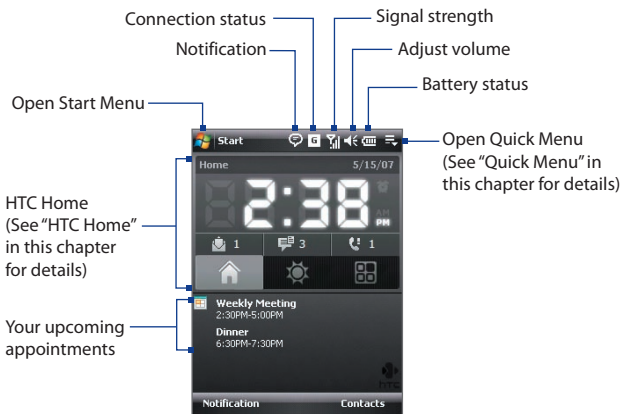 Connection status
Signal strength
Notification
Adjust volume
Battery status
Open Start Menu
Open Quick Menu
(See “Quick Menu” in
this chapter for details)
HTC Home
(See “HTC Home”
in this chapter
for details)
Your upcoming
appointments
Start
G
Home 5/15/07
2:38
AM
PM
1 3 1
Weekly Meeting
2:30PM-5:00PM
Dinner
6:30PM-7:30PM
hTC
Notification Contacts